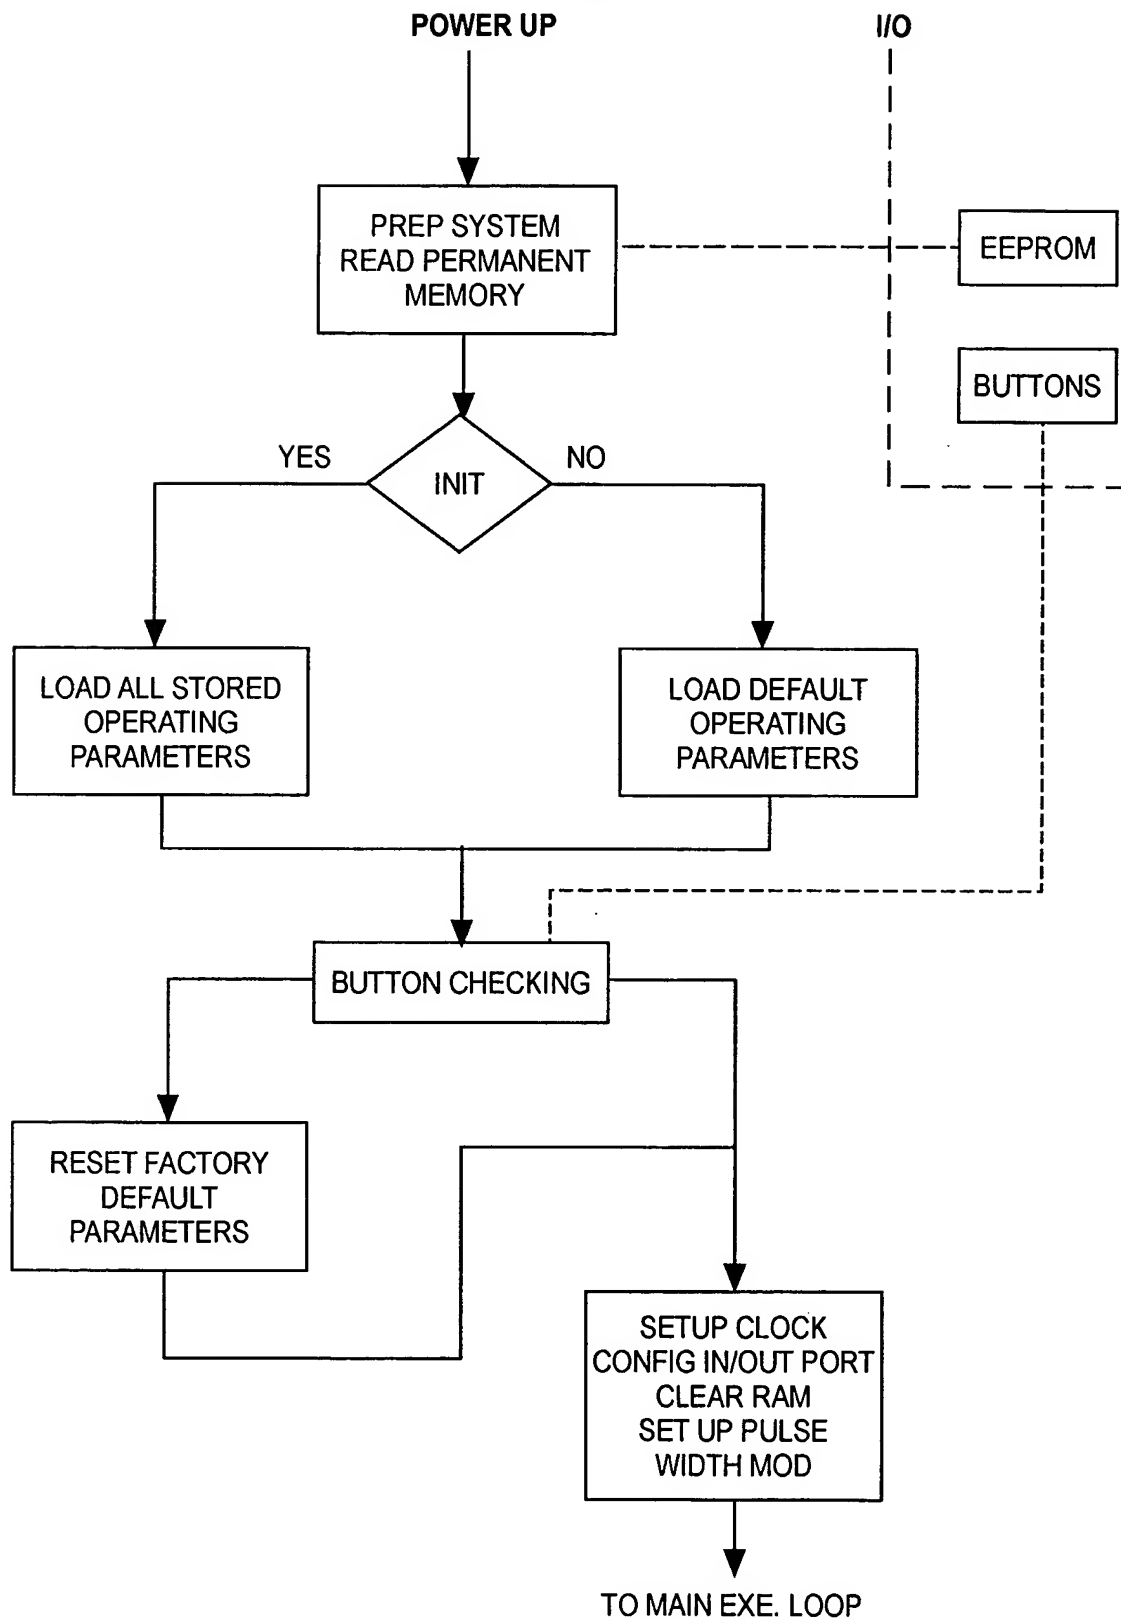 POWER UP
I/O
PREP SYSTEM
READ PERMANENT
MEMORY
EEPROM
BUTTONS
YES
INIT
NO
LOAD ALL STORED
OPERATING
PARAMETERS
LOAD DEFAULT
OPERATING
PARAMETERS
BUTTON CHECKING
RESET FACTORY
DEFAULT
PARAMETERS
SETUP CLOCK
CONFIG IN/OUT PORT
CLEAR RAM
SET UP PULSE
WIDTH MOD
TO MAIN EXE. LOOP